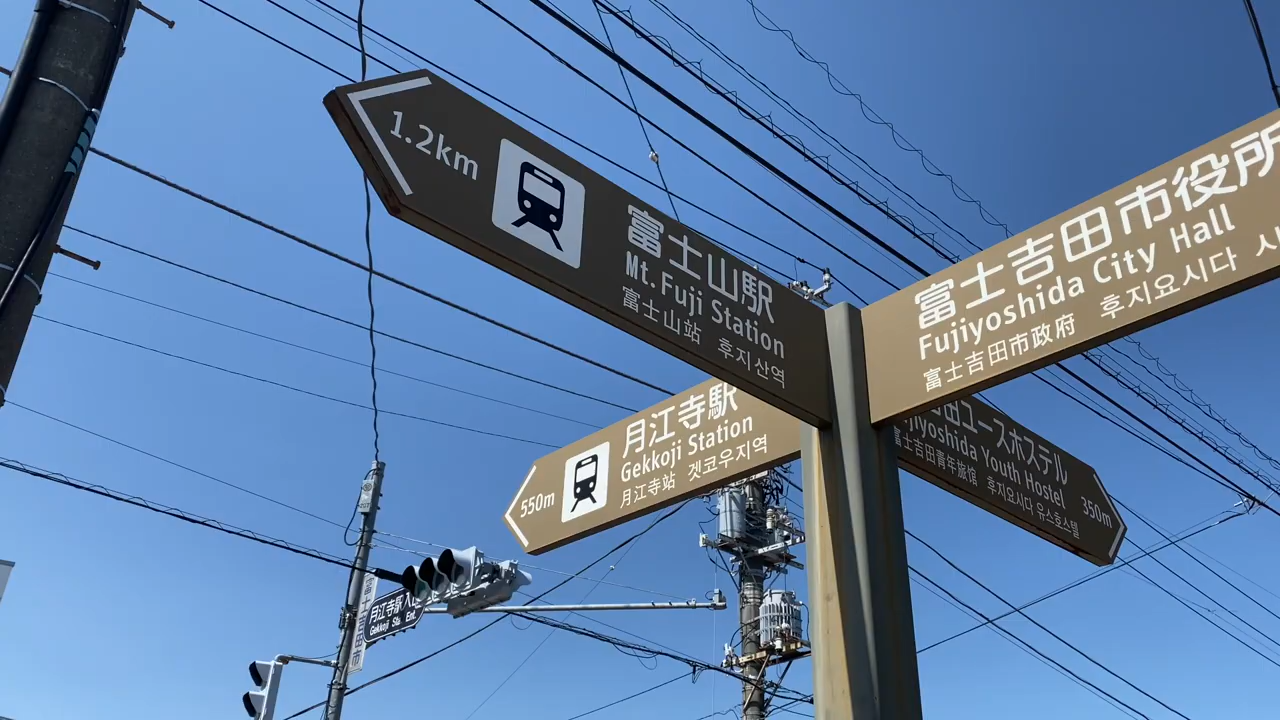 1.2km
富士山駅
Mt. Fuji Station
富士山站 후지산역
富士吉田市役所
Fujiyoshida City Hall
富士吉田市政府 후지요시다
月江寺駅
Gekkoji Station
550m
月江寺站 겟코우지역
田ユースホステル
Fujiyoshida Youth Hostel
富士吉田青年旅馆 후지요시다 유스호스텔
350m
月江寺駅入口
Gekkoji Sta. Ent.